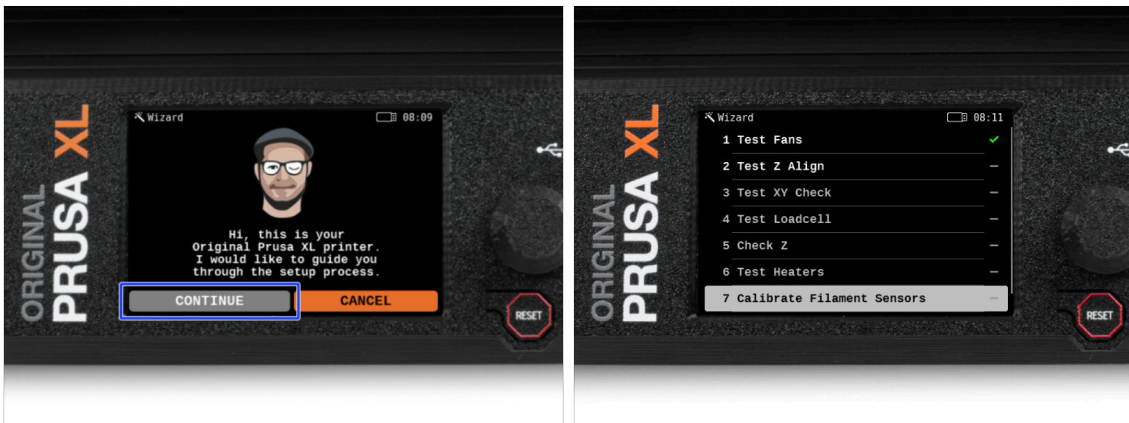 ORIGINAL
PRUSA XL
Wizard
08:09
Hi, this is your
Original Prusa XL printer.
I would like to guide you
through the setup process.
CONTINUE
CANCEL
RESET
ORIGINAL
PRUSA XL
Wizard
08:11
1 Test Fans
2 Test Z Align
3 Test XY Check
4 Test Loadcell
5 Check Z
6 Test Heaters
7 Calibrate Filament Sensors
RESET